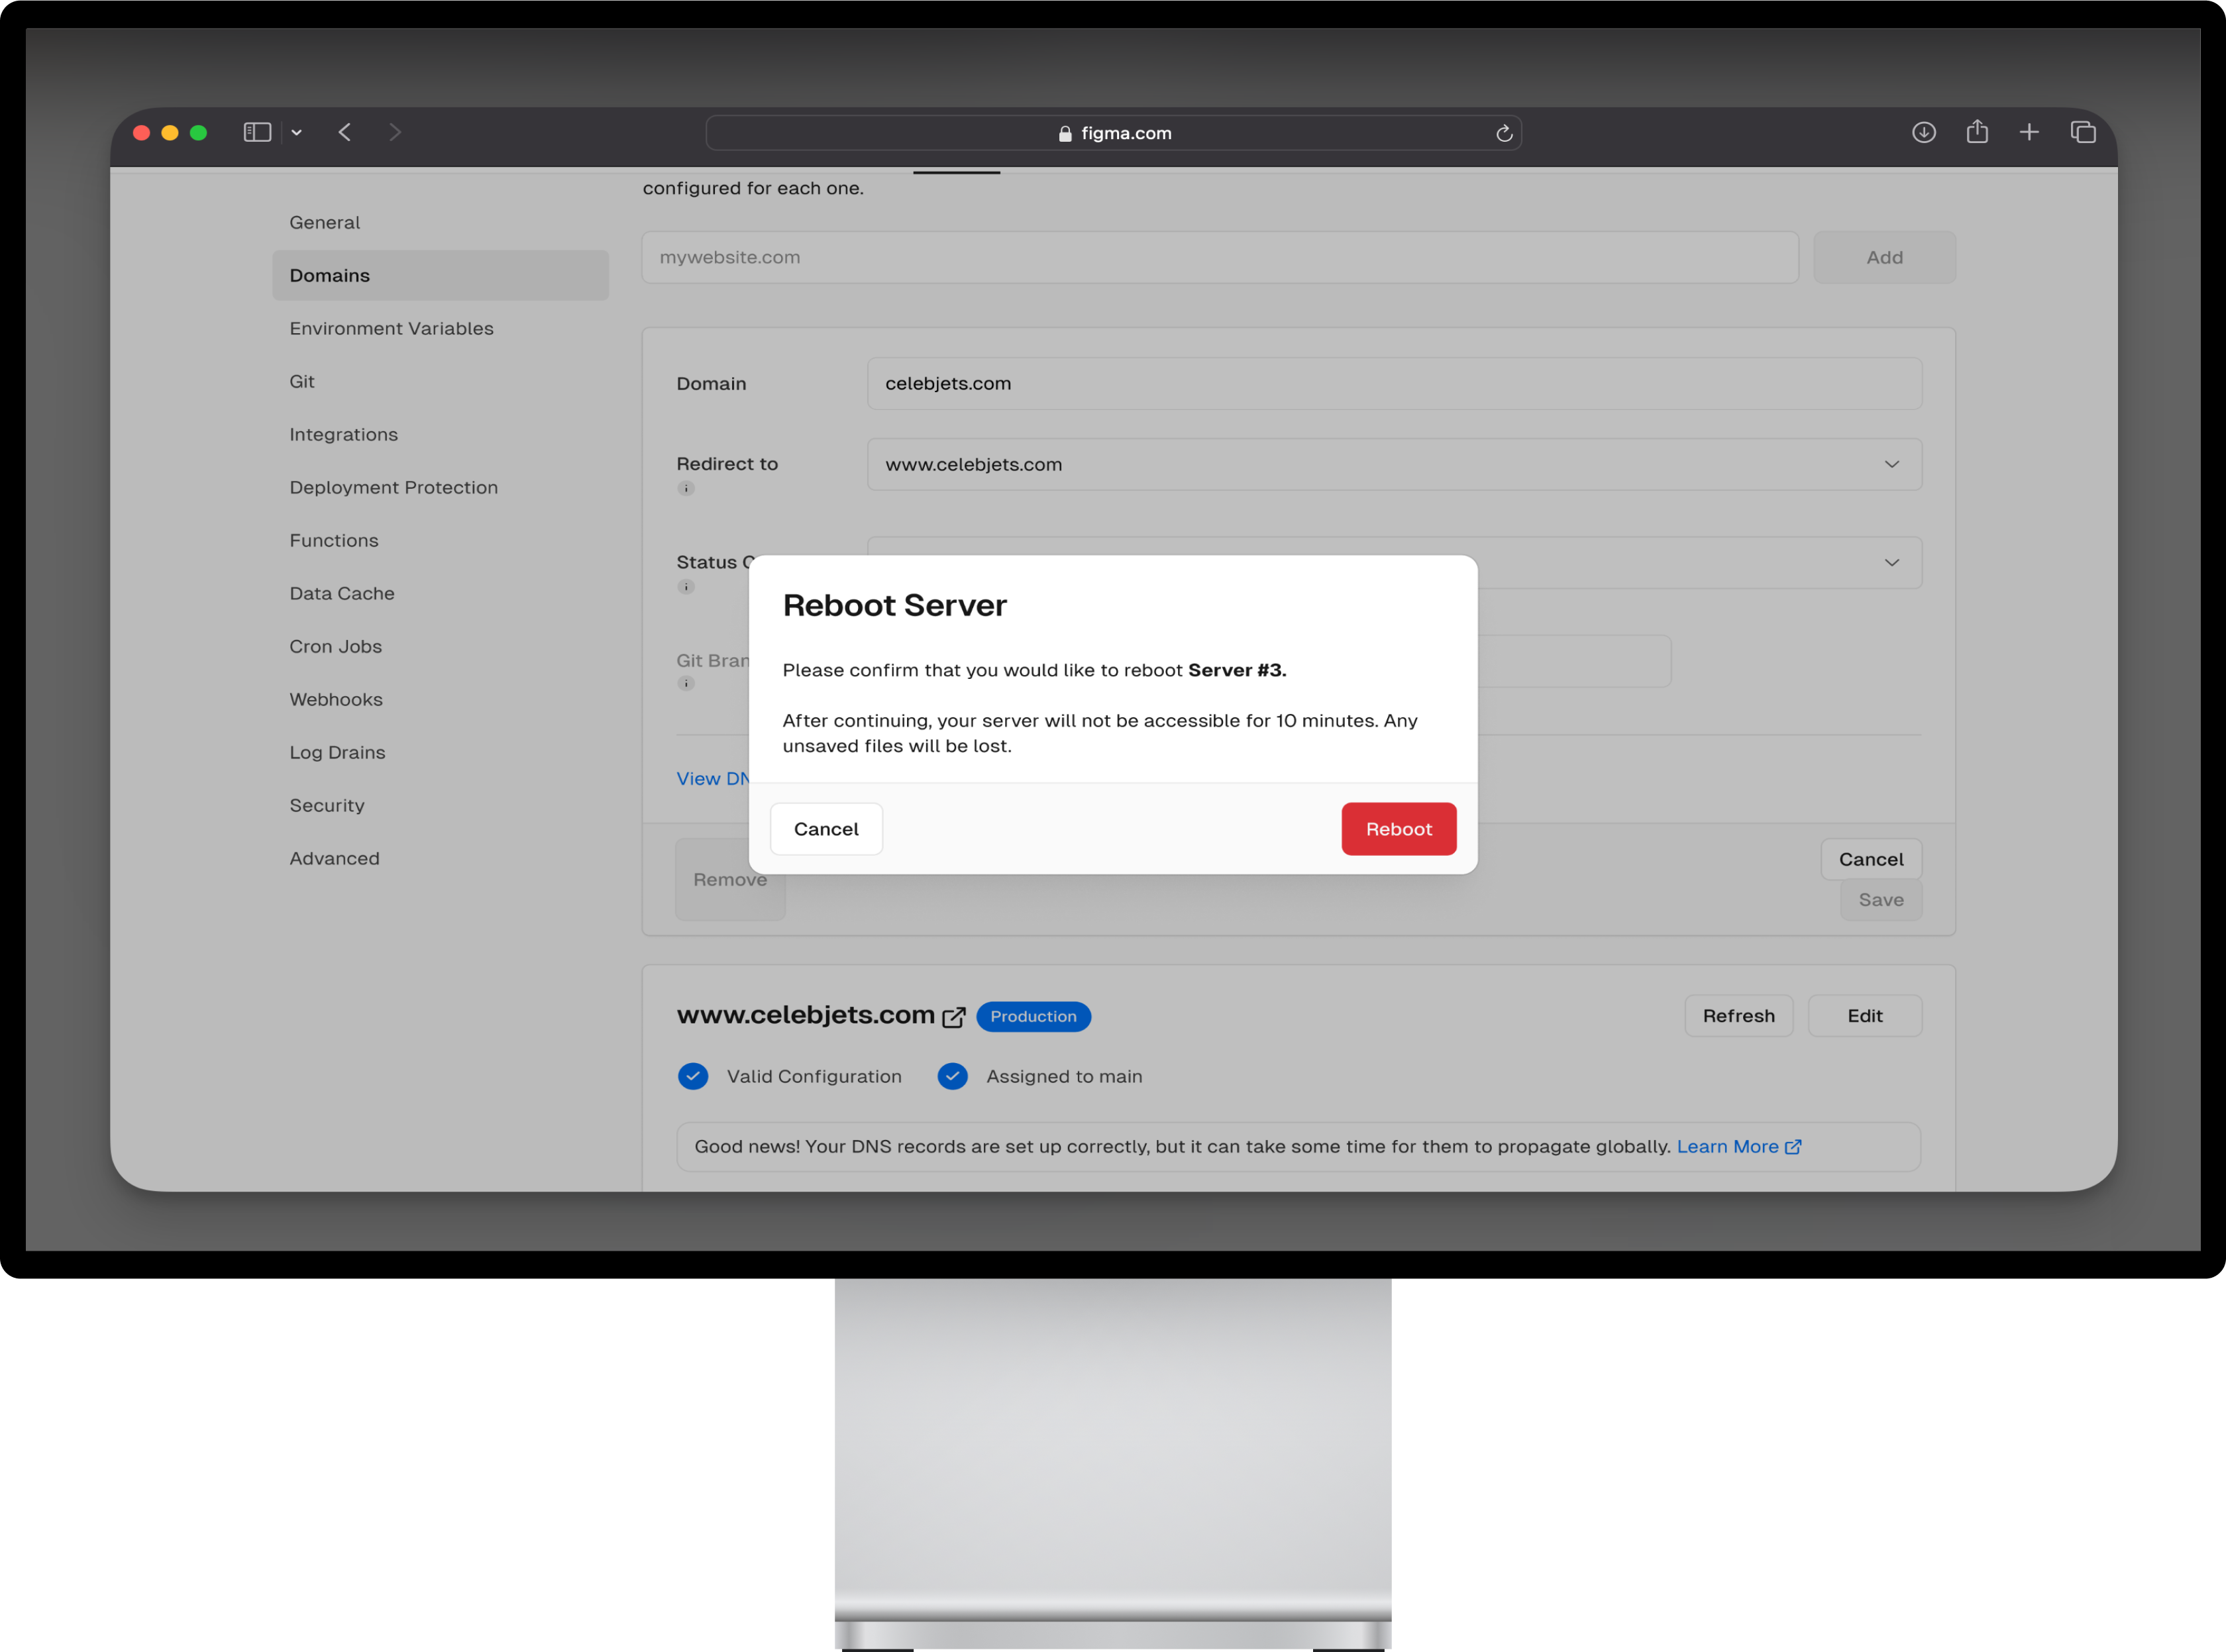 figma.com
configured for each one.
General
Domains
Environment Variables
Git
Integrations
Deployment Protection
Functions
Data Cache
Cron Jobs
Webhooks
Log Drains
Security
Advanced
mywebsite.com
Add
Domain
celebjets.com
Redirect to
www.celebjets.com
Status
Git
View
Reboot Server
Please confirm that you would like to reboot Server #3.
After continuing, your server will not be accessible for 10 minutes. Any
unsaved files will be lost.
Cancel
Reboot
Remove
Cancel
Save
www.celebjets.com
Production
Refresh
Edit
Valid Configuration
Assigned to main
Good news! Your DNS records are set up correctly, but it can take some time for them to propagate globally. Learn More